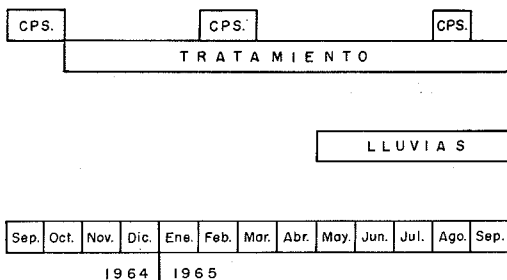 CPS. CPS. CPS.
TRATAMIENTO
LLUVIAS
Sep. Oct. Nov. Dic. Ene. Feb. Mar. Abr. May. Jun. Jul. Ago. Sep.
1964 1965